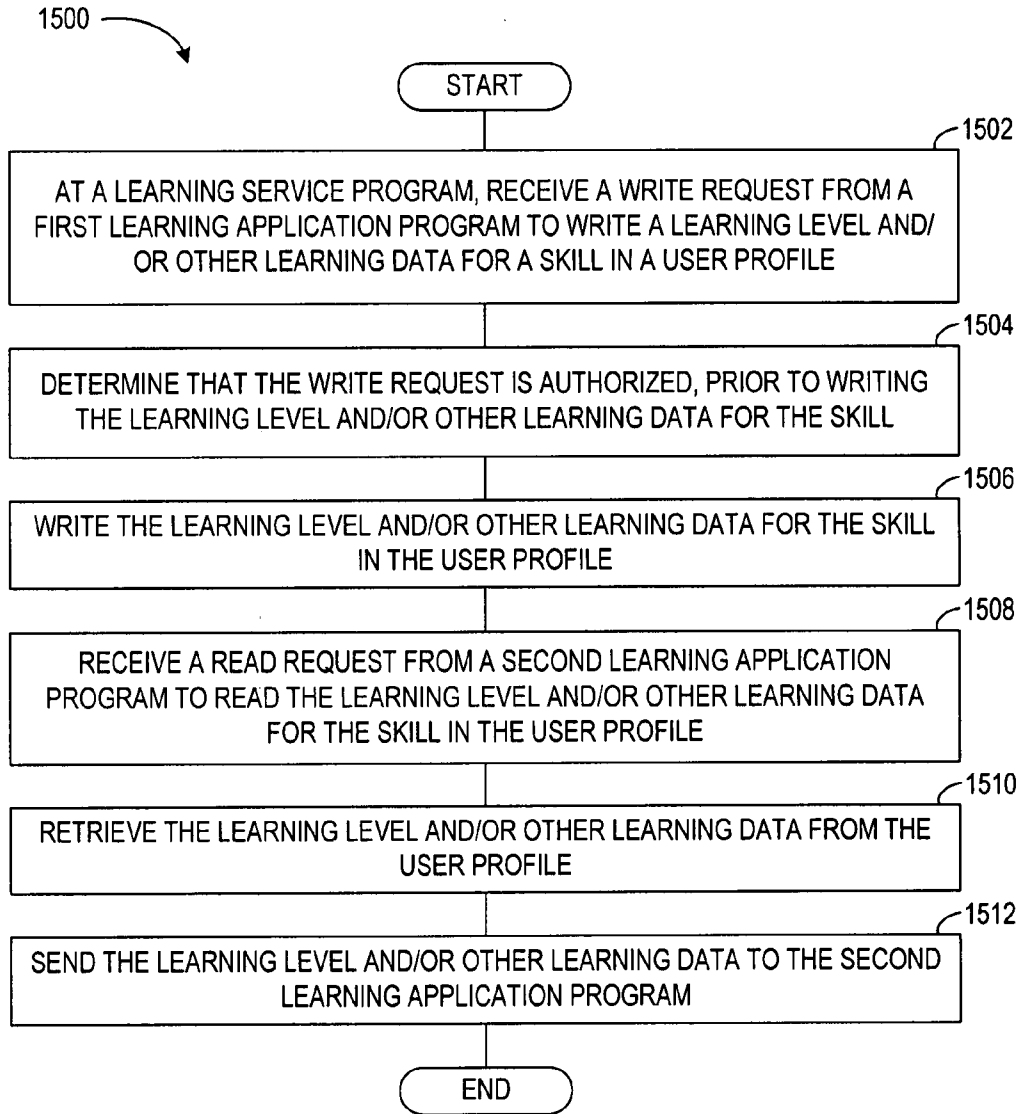 1500
START
1502
AT A LEARNING SERVICE PROGRAM, RECEIVE A WRITE REQUEST FROM A
FIRST LEARNING APPLICATION PROGRAM TO WRITE A LEARNING LEVEL AND/
OR OTHER LEARNING DATA FOR A SKILL IN A USER PROFILE
1504
DETERMINE THAT THE WRITE REQUEST IS AUTHORIZED, PRIOR TO WRITING
THE LEARNING LEVEL AND/OR OTHER LEARNING DATA FOR THE SKILL
1506
WRITE THE LEARNING LEVEL AND/OR OTHER LEARNING DATA FOR THE SKILL
IN THE USER PROFILE
1508
RECEIVE A READ REQUEST FROM A SECOND LEARNING APPLICATION
PROGRAM TO READ THE LEARNING LEVEL AND/OR OTHER LEARNING DATA
FOR THE SKILL IN THE USER PROFILE
1510
RETRIEVE THE LEARNING LEVEL AND/OR OTHER LEARNING DATA FROM THE
USER PROFILE
1512
SEND THE LEARNING LEVEL AND/OR OTHER LEARNING DATA TO THE SECOND
LEARNING APPLICATION PROGRAM
END